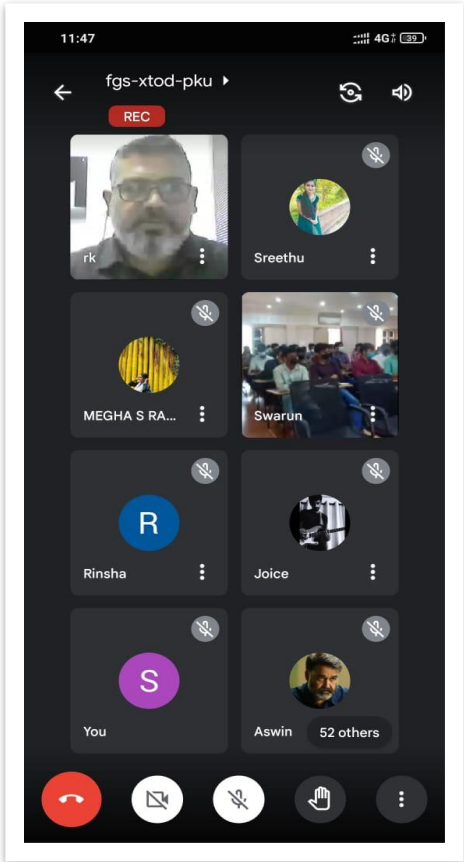 11:47
4G 39
fgs-xtod-pku
REC
rk
Sreethu
MEGHA S RA...
Swarun
R
Rinsha
Joice
S
You
Aswin
52 others